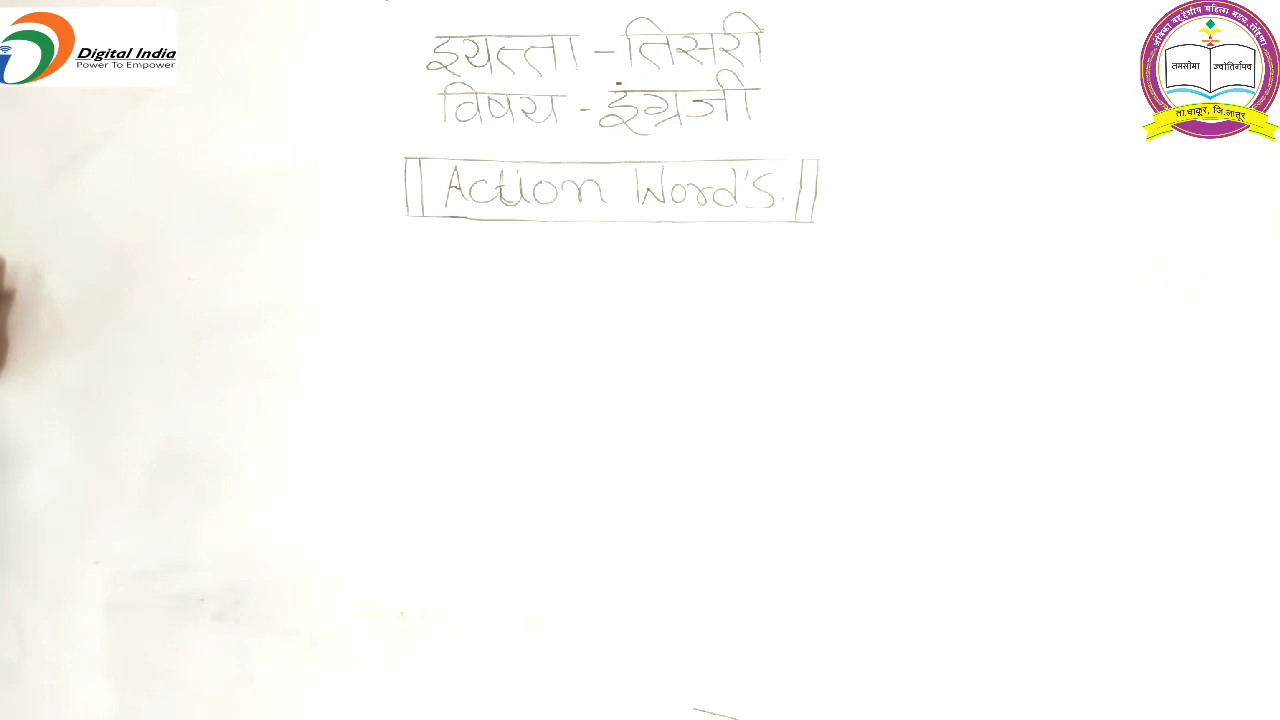 इयत्ता - तिसरी
विषय - इंग्रजी
Action Word's.
Digital India
Power To Empower
तमसोमा ज्योतिर्गमय
ता.चाकूर, जि.लातूर